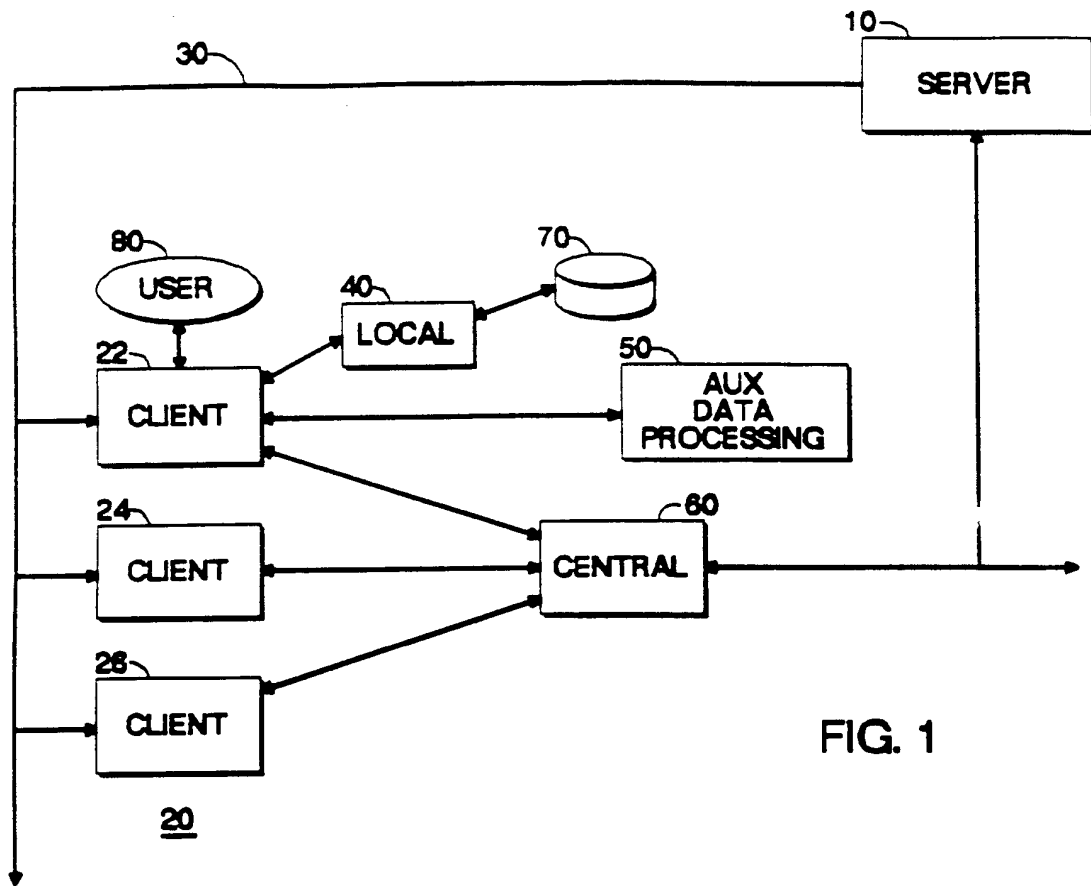 10
30
SERVER
80
70
USER
40
LOCAL
22
50
CLIENT
AUX
DATA
PROCESSING
24
60
CLIENT
CENTRAL
26
CLIENT
FIG. 1
20